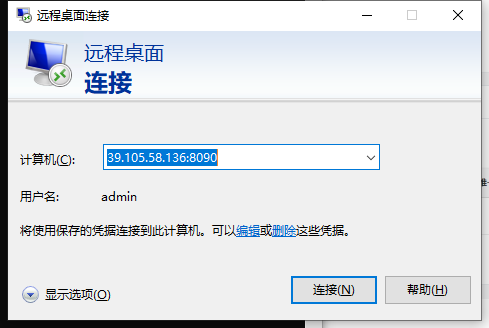 远程桌面连接
远程桌面
连接
计算机(C):
39.105.58.136:8090
用户名:
admin
将使用保存的凭据连接到此计算机。可以编辑或删除这些凭据。
显示选项(O)
连接(N)
帮助(H)